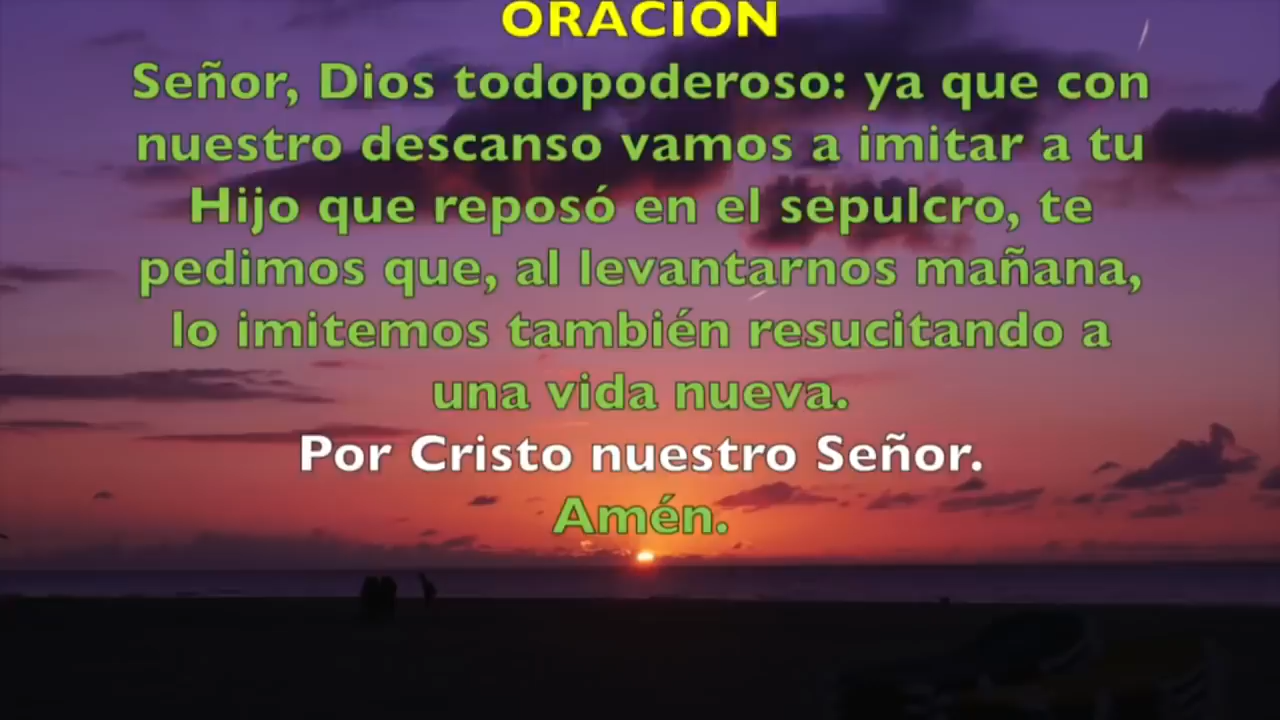 ORACIÓN
Señor, Dios todopoderoso: ya que con
nuestro descanso vamos a imitar a tu
Hijo que reposó en el sepulcro, te
pedimos que, al levantarnos mañana,
lo imitemos también resucitando a
una vida nueva.
Por Cristo nuestro Señor.
Amén.